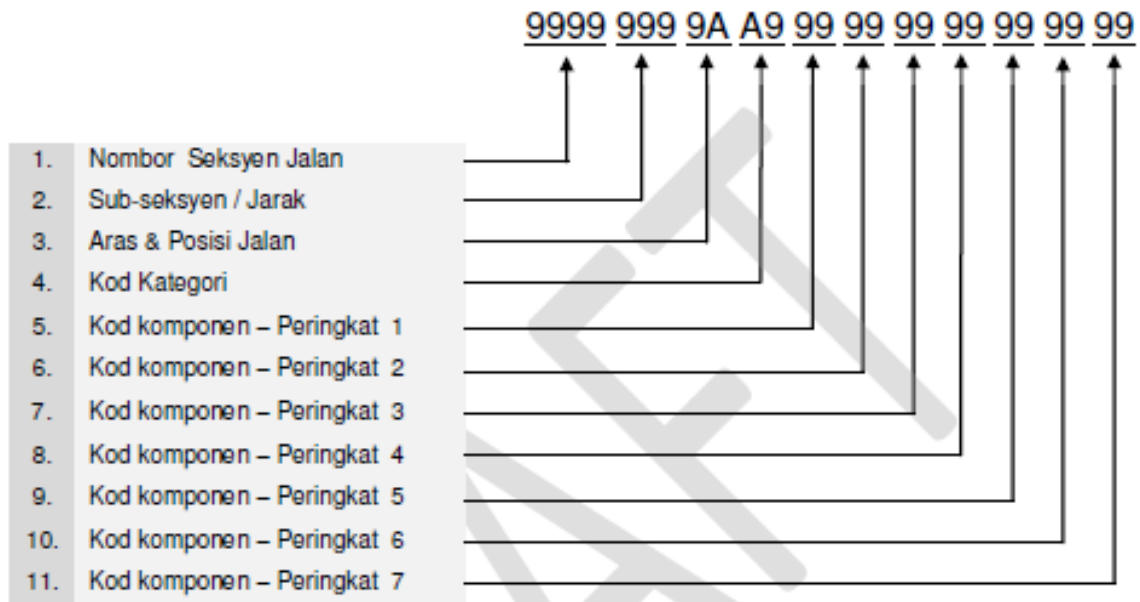 9999 999 9A A9 99 99 99 99 99 99 99
1. Nombor Seksyen Jalan
2. Sub-seksyen / Jarak
3. Aras & Posisi Jalan
4. Kod Kategori
5. Kod komponen – Peringkat 1
6. Kod komponen – Peringkat 2
7. Kod komponen – Peringkat 3
8. Kod komponen – Peringkat 4
9. Kod komponen – Peringkat 5
10. Kod komponen – Peringkat 6
11. Kod komponen – Peringkat 7
AFT